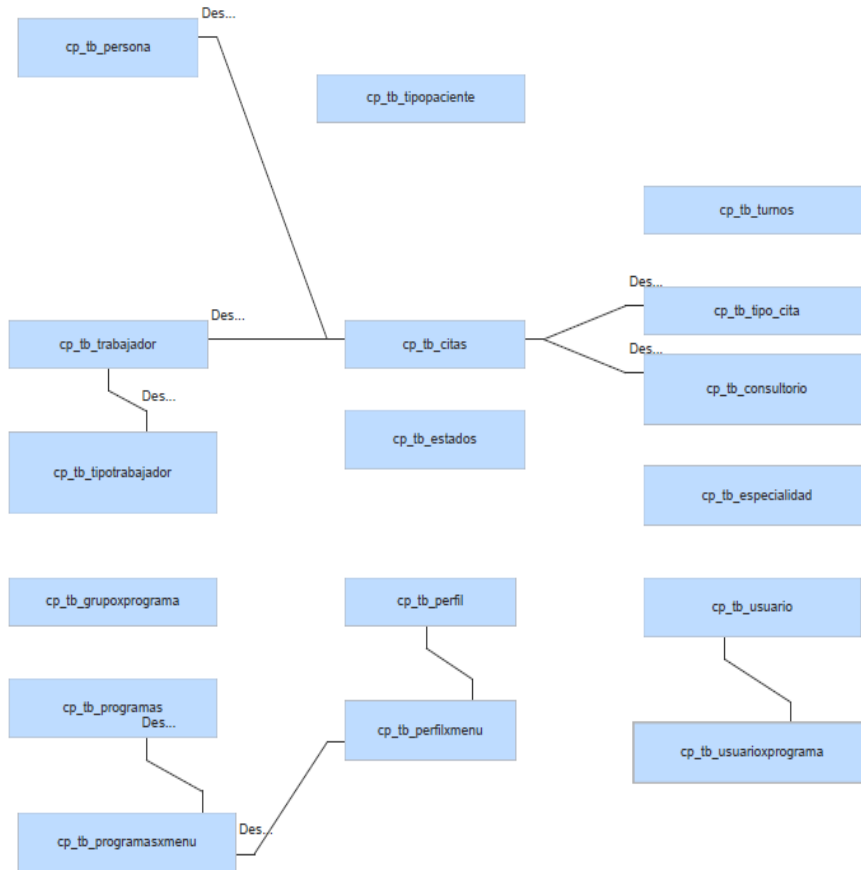 Des...
cp_tb_persona
cp_tb_tipopaciente
cp_tb_turnos
Des...
cp_tb_tipo_cita
Des...
cp_tb_trabajador
cp_tb_citas
Des...
cp_tb_consultorio
Des...
cp_tb_estados
cp_tb_tipotrabajador
cp_tb_especialidad
cp_tb_grupoxprograma
cp_tb_perfil
cp_tb_usuario
cp_tb_programas
Des...
cp_tb_perfilxmenu
cp_tb_usuarioxprograma
Des...
cp_tb_programasxmenu